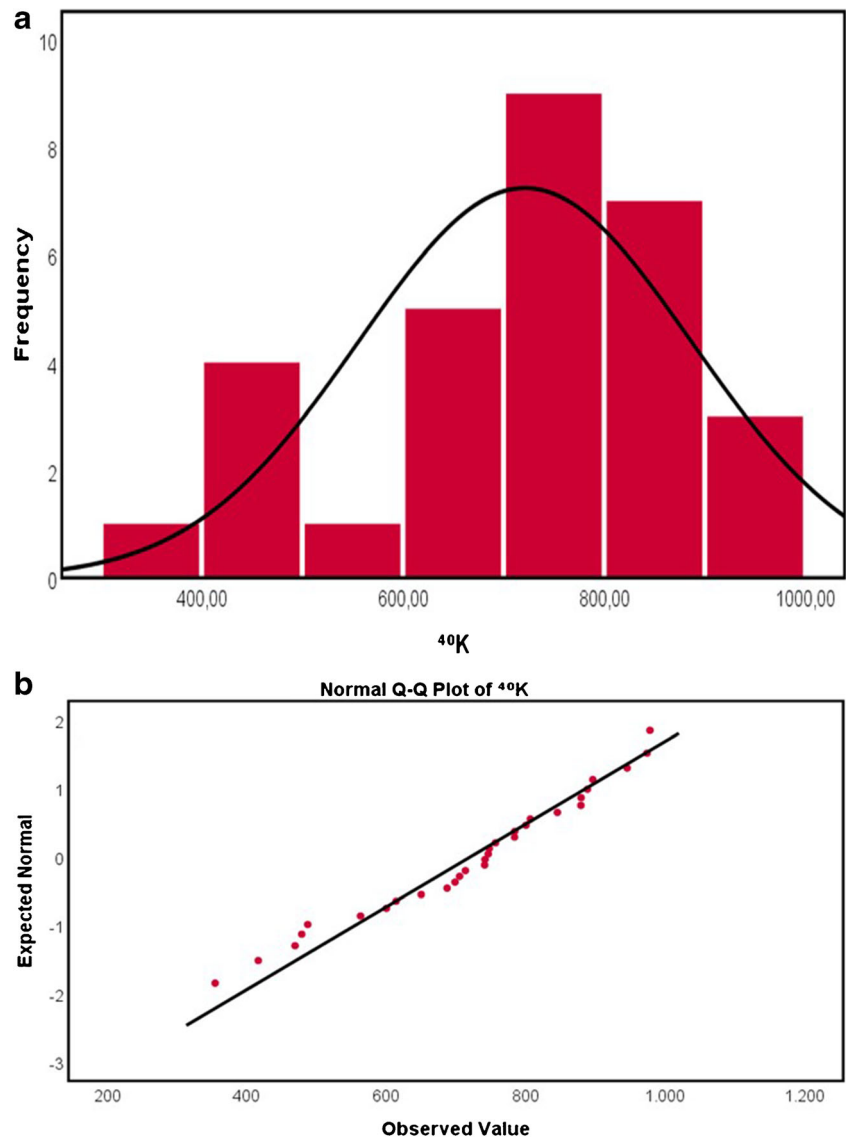 a
10
8
6
4
2
0
Frequency
400,00 600,00 800,00 1000,00
⁴⁰K
b
Normal Q-Q Plot of ⁴⁰K
2
1
0
-1
-2
-3
Expected Normal
200 400 600 800 1.000 1.200
Observed Value